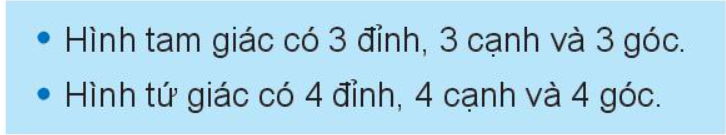 • Hình tam giác có 3 đỉnh, 3 cạnh và 3 góc.
• Hình tứ giác có 4 đỉnh, 4 cạnh và 4 góc.